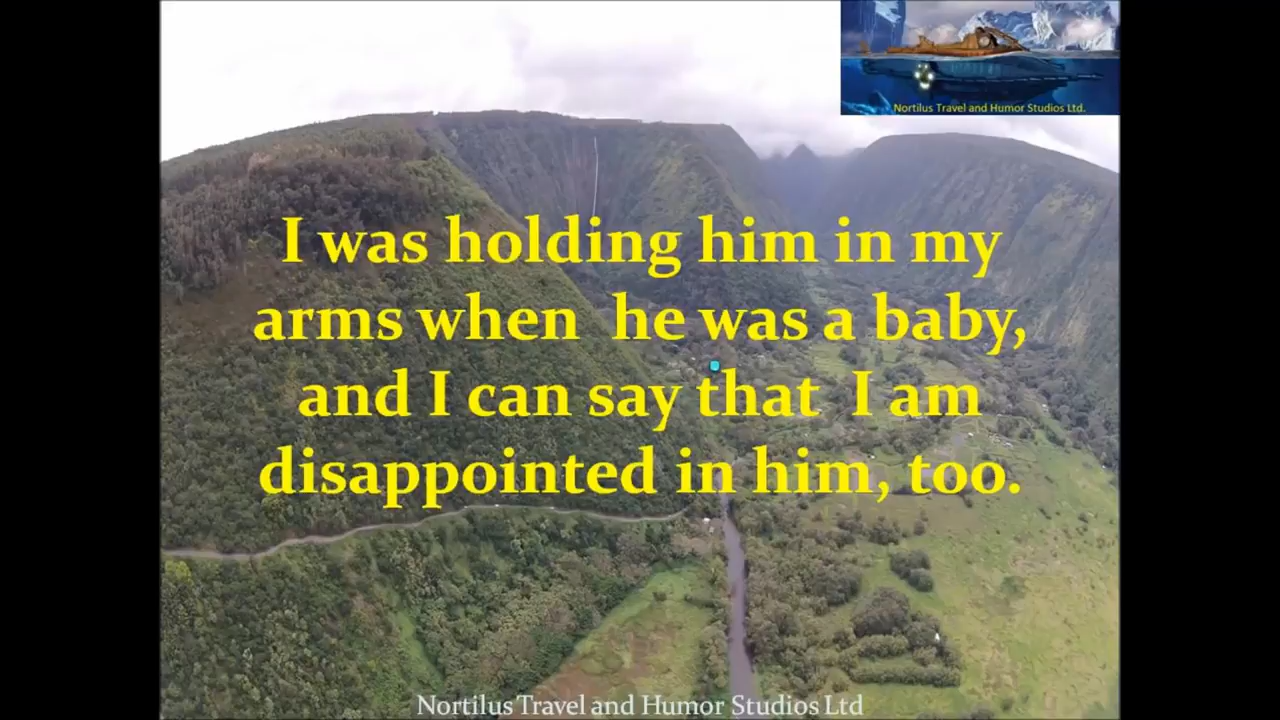 Nortilus Travel and Humor Studios Ltd.
I was holding him in my
arms when he was a baby,
and I can say that I am
disappointed in him, too.
Nortilus Travel and Humor Studios Ltd